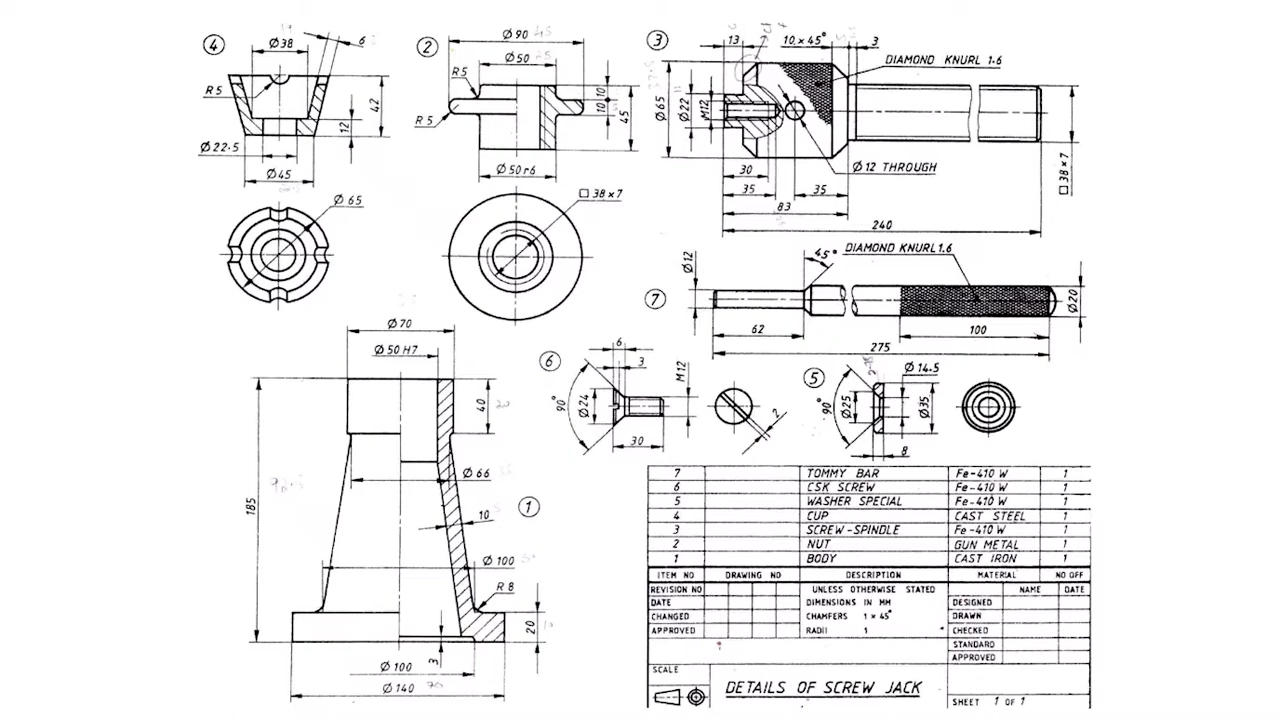 4
Ø38
6
R5
42
12
Ø22·5
Ø45
Ø65
2
Ø90
Ø50
R5
R5
10
10
45
Ø50r6
□38×7
3
13
10×45°
3
DIAMOND KNURL 1·6
Ø65
Ø22
M12
□38×7
30
Ø12 THROUGH
35
35
83
240
7
Ø12
45°
DIAMOND KNURL 1.6
Ø20
62
100
275
1
Ø70
Ø50H7
185
40
Ø66
10
Ø100
R8
20
3
Ø100
Ø140
6
6
3
M12
90°
Ø24
30
2
5
Ø14·5
90°
Ø25
Ø35
8
7 TOMMY BAR Fe-410 W 1
6 CSK SCREW Fe-410 W 1
5 WASHER SPECIAL Fe-410 W 1
4 CUP CAST STEEL 1
3 SCREW-SPINDLE Fe-410 W 1
2 NUT GUN METAL 1
1 BODY CAST IRON 1
ITEM NO DRAWING NO DESCRIPTION MATERIAL NO OFF
REVISION NO UNLESS OTHERWISE STATED NAME DATE
DATE DIMENSIONS IN MM DESIGNED
CHANGED CHAMFERS 1×45° DRAWN
APPROVED RADII 1 CHECKED
STANDARD
APPROVED
SCALE
DETAILS OF SCREW JACK
SHEET 1 OF 1